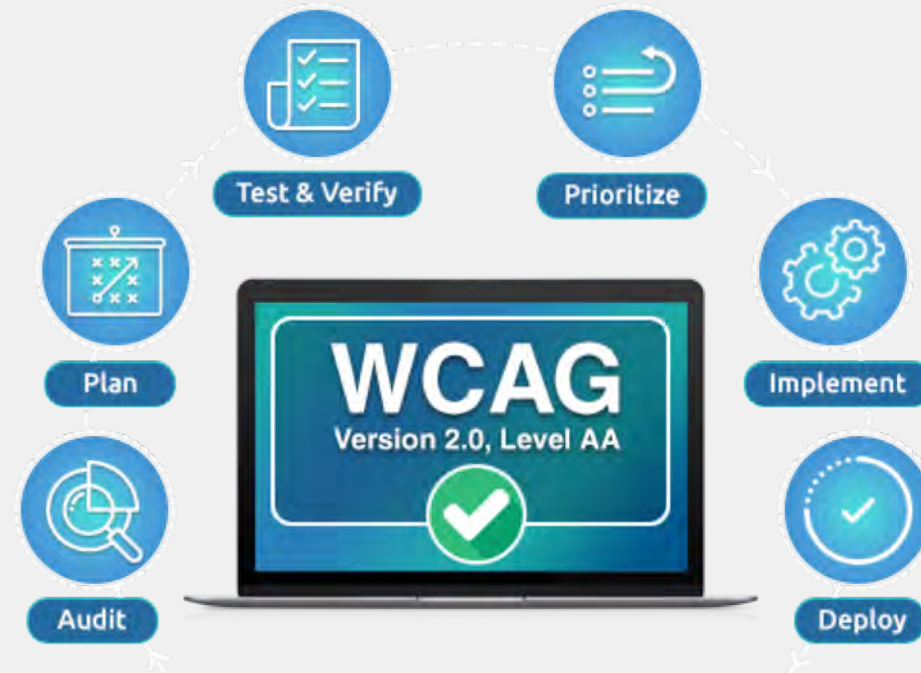 Test & Verify
Prioritize
Plan
Implement
WCAG
Version 2.0, Level AA
Audit
Deploy